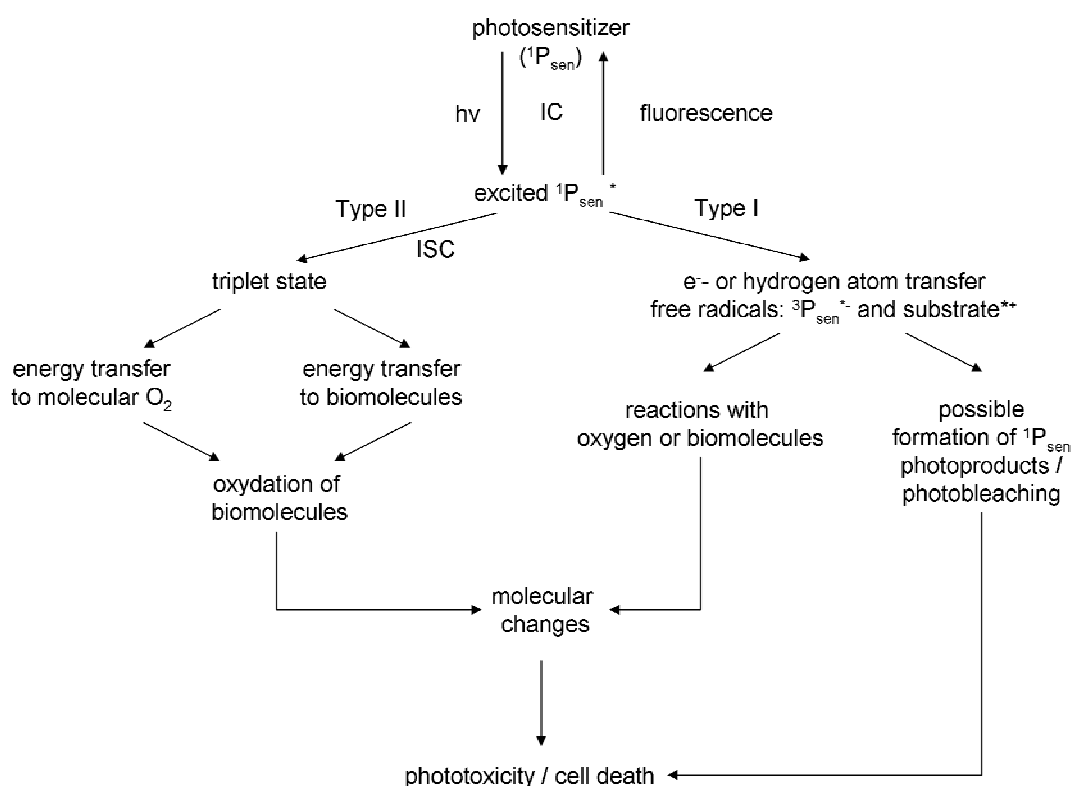 photosensitizer
(¹Pₛₑₙ)
hv
IC
fluorescence
excited ¹Pₛₑₙ*
Type II
Type I
ISC
triplet state
e⁻- or hydrogen atom transfer
free radicals: ³Pₛₑₙ*⁻ and substrate*⁺
energy transfer
to molecular O₂
energy transfer
to biomolecules
reactions with
oxygen or biomolecules
possible
formation of ¹Pₛₑₙ
photoproducts /
photobleaching
oxydation of
biomolecules
molecular
changes
phototoxicity / cell death